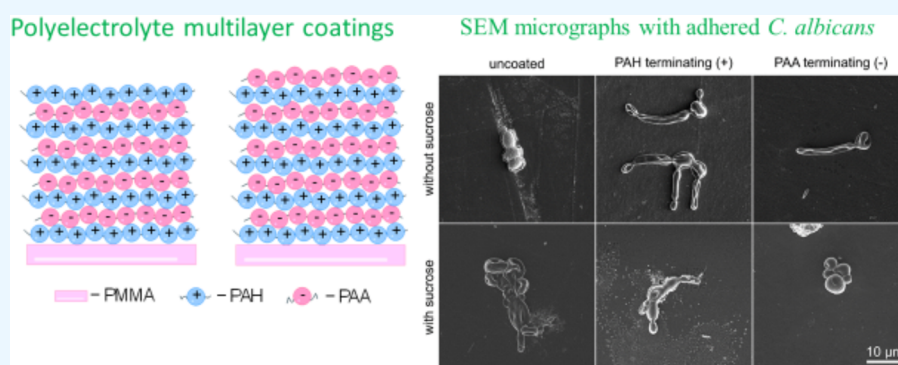 Polyelectrolyte multilayer coatings
– PMMA
– PAH
– PAA
SEM micrographs with adhered C. albicans
uncoated
PAH terminating (+)
PAA terminating (-)
without sucrose
with sucrose
10 µm